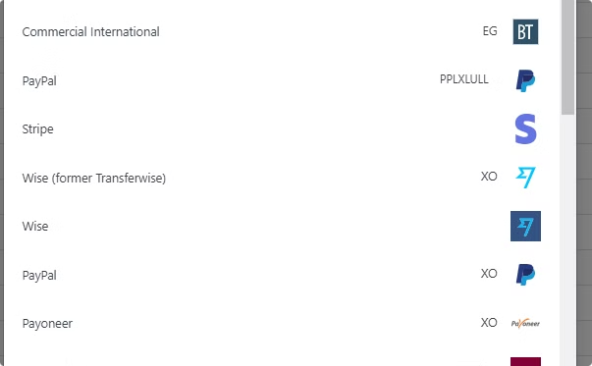 Commercial International EG BT
PayPal PPLXLULL
Stripe
Wise (former Transferwise) XO
Wise
PayPal XO
Payoneer XO Payoneer